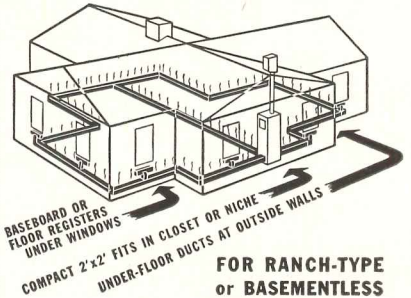 BASEBOARD OR
FLOOR REGISTERS
UNDER WINDOWS
COMPACT 2'x2' FITS IN CLOSET OR NICHE
UNDER-FLOOR DUCTS AT OUTSIDE WALLS
FOR RANCH-TYPE
or BASEMENTLESS